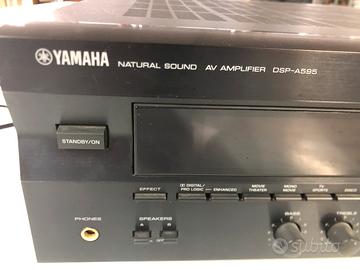 YAMAHA NATURAL SOUND AV AMPLIFIER DSP-A595
STANDBY/ON
EFFECT
DIGITAL/
PRO LOGIC
ENHANCED
MOVIE
THEATER
MONO
MOVIE
TV
SPORTS
DISCO
PHONES
SPEAKERS
A B
OFF
BASS
TREBLE
subito